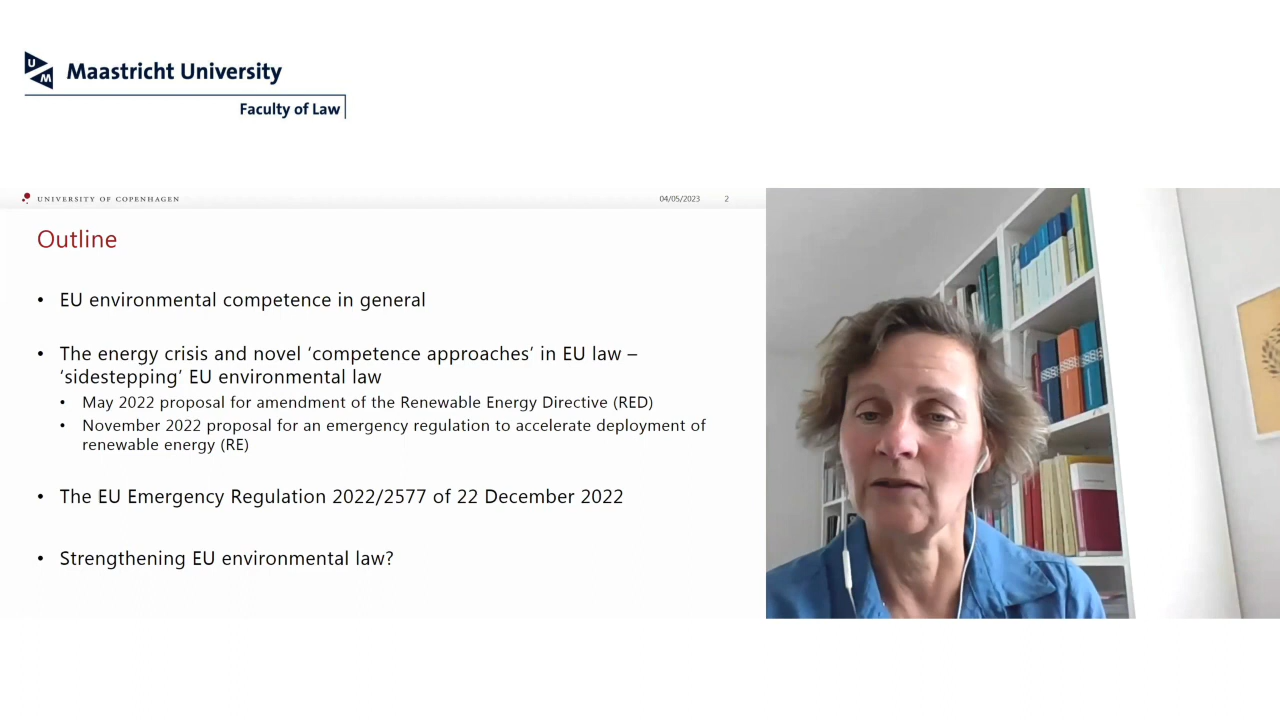 U
M
Maastricht University
Faculty of Law
UNIVERSITY OF COPENHAGEN
04/05/2023 2
Outline
• EU environmental competence in general
• The energy crisis and novel ‘competence approaches’ in EU law –
‘sidestepping’ EU environmental law
• May 2022 proposal for amendment of the Renewable Energy Directive (RED)
• November 2022 proposal for an emergency regulation to accelerate deployment of
renewable energy (RE)
• The EU Emergency Regulation 2022/2577 of 22 December 2022
• Strengthening EU environmental law?